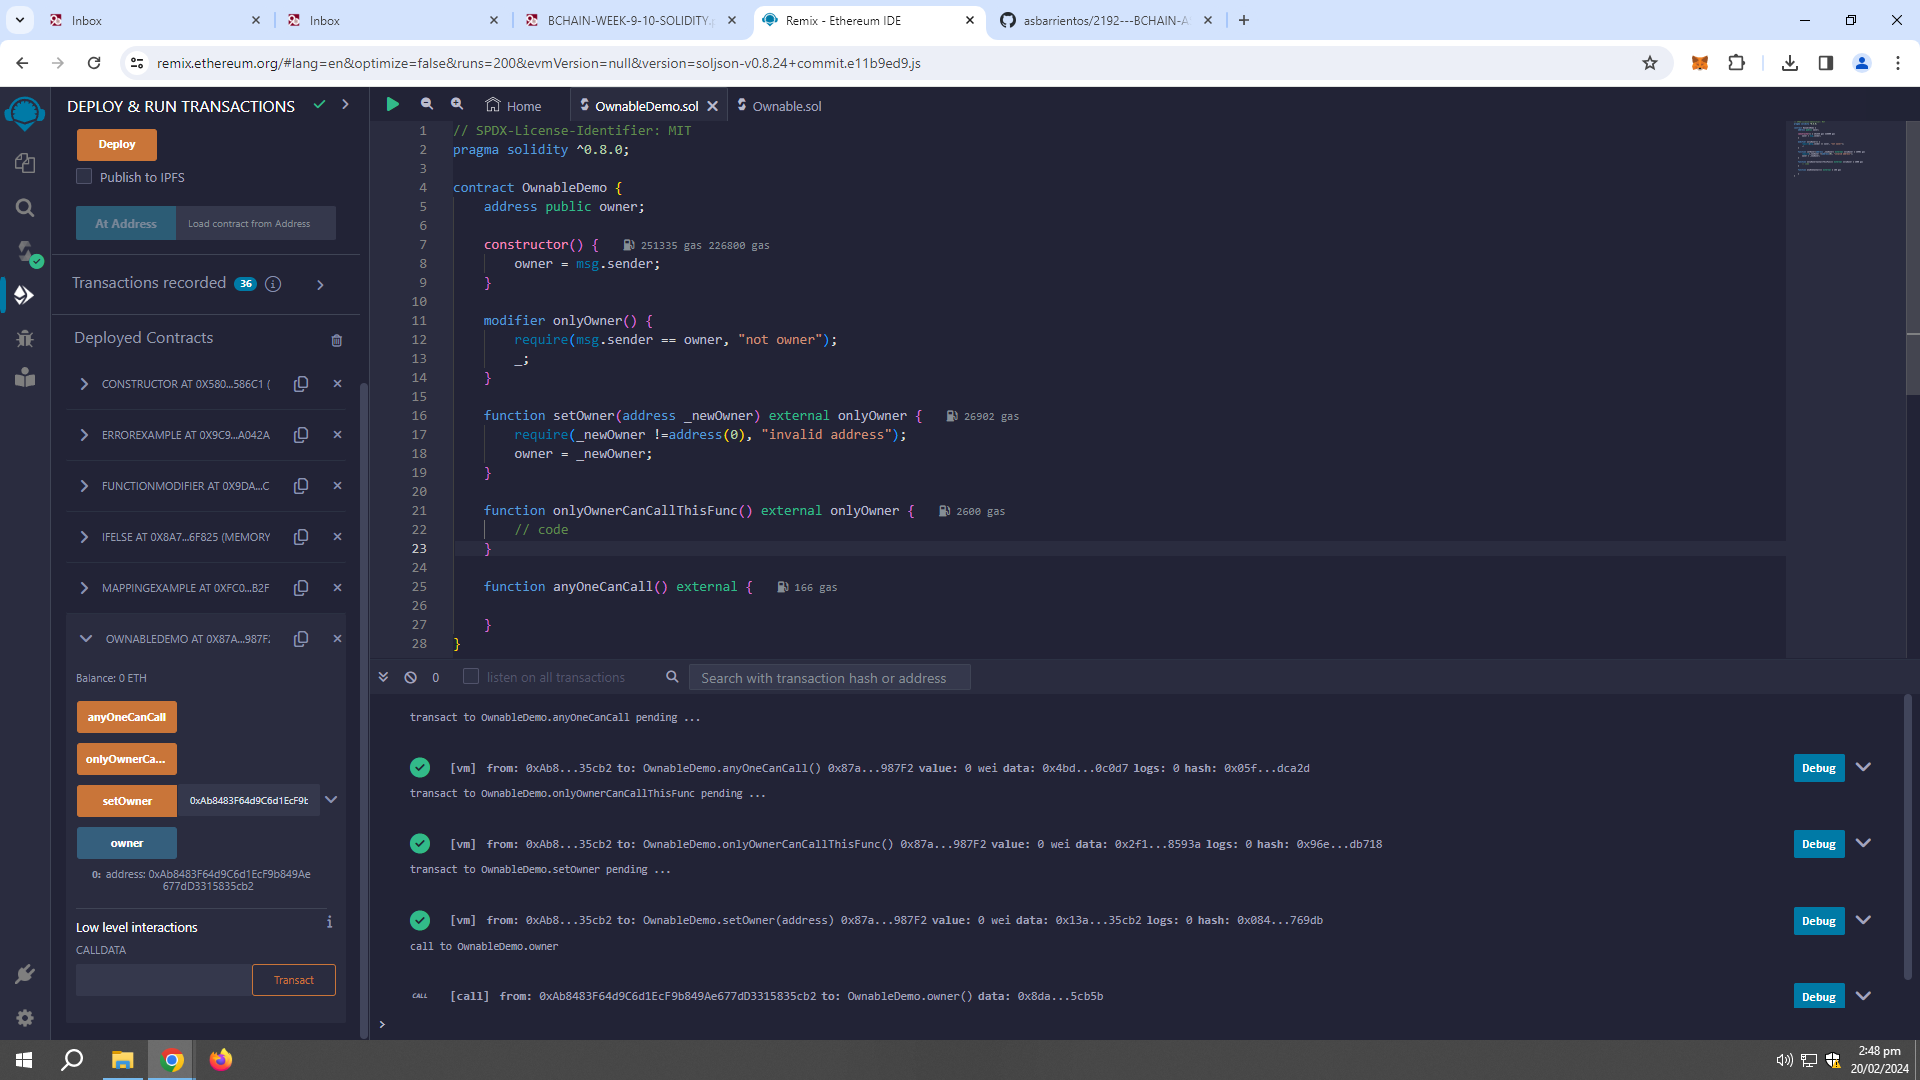 Inbox
Inbox
BCHAIN-WEEK-9-10-SOLIDITY.
Remix - Ethereum IDE
asbarrientos/2192---BCHAIN-A
remix.ethereum.org/#lang=en&optimize=false&runs=200&evmVersion=null&version=soljson-v0.8.24+commit.e11b9ed9.js
DEPLOY & RUN TRANSACTIONS
Deploy
Publish to IPFS
At Address
Load contract from Address
Transactions recorded 36
Deployed Contracts
CONSTRUCTOR AT 0X580...586C1 (
ERROREXAMPLE AT 0X9C9...A042A
FUNCTIONMODIFIER AT 0X9DA...C
IFELSE AT 0X8A7...6F825 (MEMORY
MAPPINGEXAMPLE AT 0XFC0...B2F
OWNABLEDEMO AT 0X87A...987F2
Balance: 0 ETH
anyOneCanCall
onlyOwnerCa...
setOwner
0xAb8483F64d9C6d1EcF9b
owner
0: address: 0xAb8483F64d9C6d1EcF9b849Ae
677dD3315835cb2
Low level interactions
i
CALLDATA
Transact
Home
OwnableDemo.sol
Ownable.sol
1 // SPDX-License-Identifier: MIT
2 pragma solidity ^0.8.0;
3
4 contract OwnableDemo {
5 address public owner;
6
7 constructor() { 251335 gas 226800 gas
8 owner = msg.sender;
9 }
10
11 modifier onlyOwner() {
12 require(msg.sender == owner, "not owner");
13 _;
14 }
15
16 function setOwner(address _newOwner) external onlyOwner { 26902 gas
17 require(_newOwner !=address(0), "invalid address");
18 owner = _newOwner;
19 }
20
21 function onlyOwnerCanCallThisFunc() external onlyOwner { 2600 gas
22 // code
23 }
24
25 function anyOneCanCall() external { 166 gas
26
27 }
28 }
0
listen on all transactions
Search with transaction hash or address
transact to OwnableDemo.anyOneCanCall pending ...
[vm] from: 0xAb8...35cb2 to: OwnableDemo.anyOneCanCall() 0x87a...987F2 value: 0 wei data: 0x4bd...0c0d7 logs: 0 hash: 0x05f...dca2d
Debug
transact to OwnableDemo.onlyOwnerCanCallThisFunc pending ...
[vm] from: 0xAb8...35cb2 to: OwnableDemo.onlyOwnerCanCallThisFunc() 0x87a...987F2 value: 0 wei data: 0x2f1...8593a logs: 0 hash: 0x96e...db718
Debug
transact to OwnableDemo.setOwner pending ...
[vm] from: 0xAb8...35cb2 to: OwnableDemo.setOwner(address) 0x87a...987F2 value: 0 wei data: 0x13a...35cb2 logs: 0 hash: 0x084...769db
Debug
call to OwnableDemo.owner
CALL [call] from: 0xAb8483F64d9C6d1EcF9b849Ae677dD3315835cb2 to: OwnableDemo.owner() data: 0x8da...5cb5b
Debug
>
2:48 pm
20/02/2024